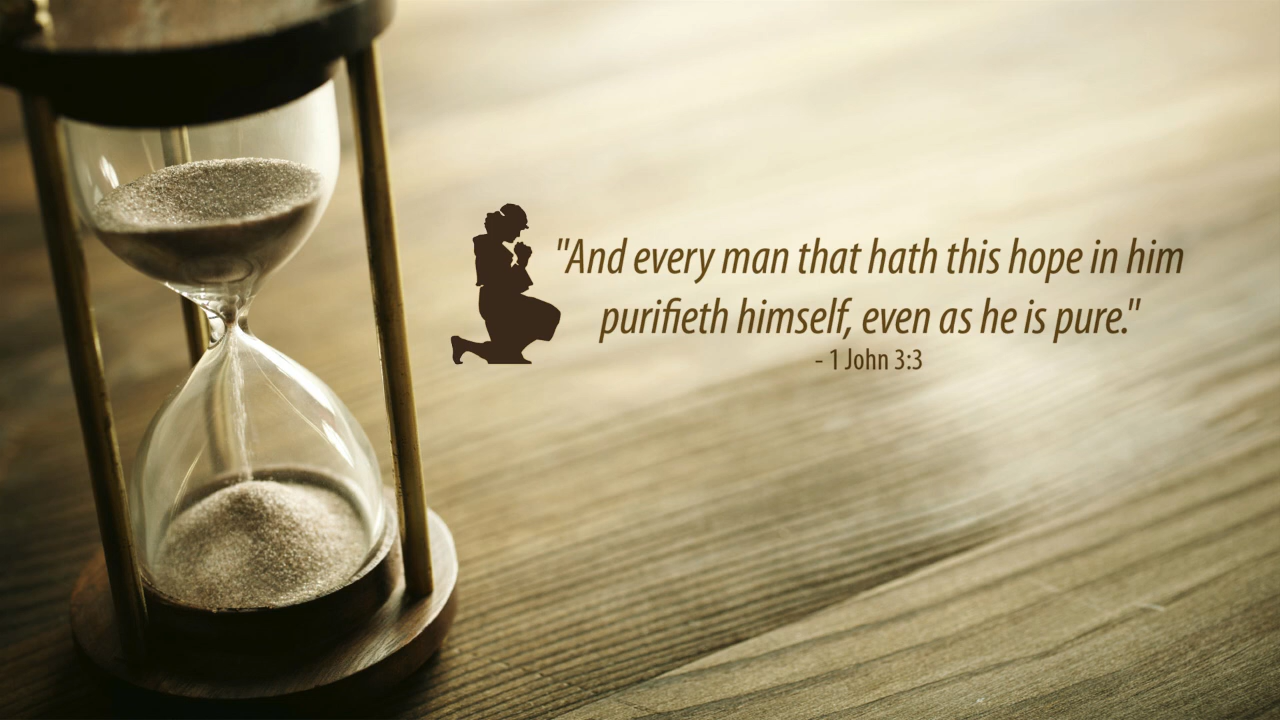 "And every man that hath this hope in him
purifieth himself, even as he is pure."
- 1 John 3:3